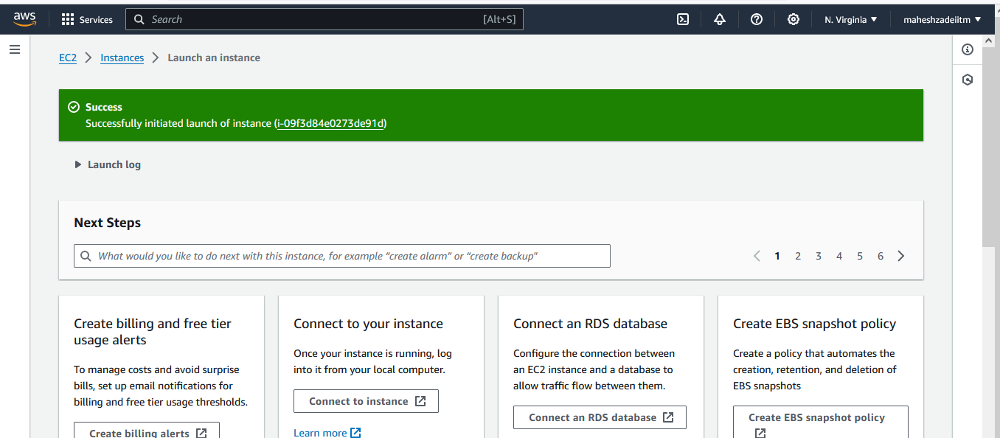 aws
Services
Search
[Alt+S]
N. Virginia
maheshzadeiitm
EC2 Instances Launch an instance
Success
Successfully initiated launch of instance (i-09f3d84e0273de91d)
Launch log
Next Steps
What would you like to do next with this instance, for example “create alarm” or “create backup”
1 2 3 4 5 6
Create billing and free tier
usage alerts
To manage costs and avoid surprise
bills, set up email notifications for
billing and free tier usage thresholds.
Create billing alerts
Connect to your instance
Once your instance is running, log
into it from your local computer.
Connect to instance
Learn more
Connect an RDS database
Configure the connection between
an EC2 instance and a database to
allow traffic flow between them.
Connect an RDS database
Create EBS snapshot policy
Create a policy that automates the
creation, retention, and deletion of
EBS snapshots
Create EBS snapshot policy